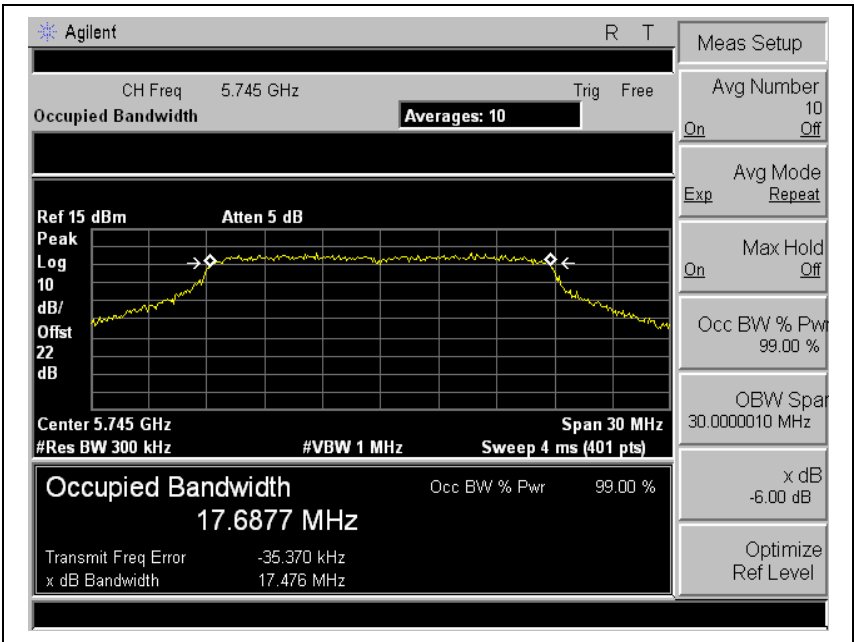 Agilent R T
Meas Setup
CH Freq 5.745 GHz Trig Free
Occupied Bandwidth Averages: 10
Avg Number
10
On Off
Avg Mode
Exp Repeat
Ref 15 dBm Atten 5 dB
Peak
Log
10
dB/
Offst
22
dB
Max Hold
On Off
Occ BW % Pwr
99.00 %
Center 5.745 GHz Span 30 MHz
#Res BW 300 kHz #VBW 1 MHz Sweep 4 ms (401 pts)
OBW Span
30.0000010 MHz
Occupied Bandwidth Occ BW % Pwr 99.00 %
17.6877 MHz
Transmit Freq Error -35.370 kHz
x dB Bandwidth 17.476 MHz
x dB
-6.00 dB
Optimize
Ref Level